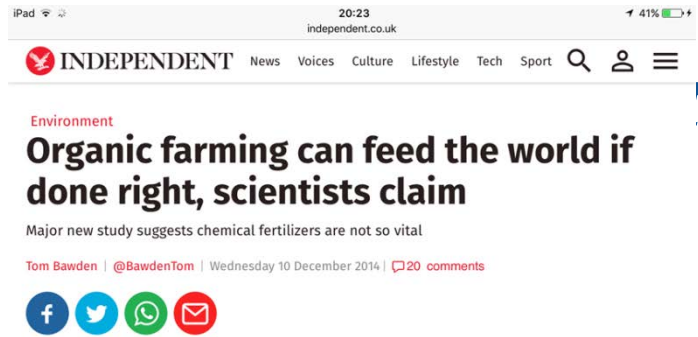 iPad 20:23 41%
independent.co.uk
INDEPENDENT News Voices Culture Lifestyle Tech Sport
Environment
Organic farming can feed the world if
done right, scientists claim
Major new study suggests chemical fertilizers are not so vital
Tom Bawden | @BawdenTom | Wednesday 10 December 2014 | 20 comments